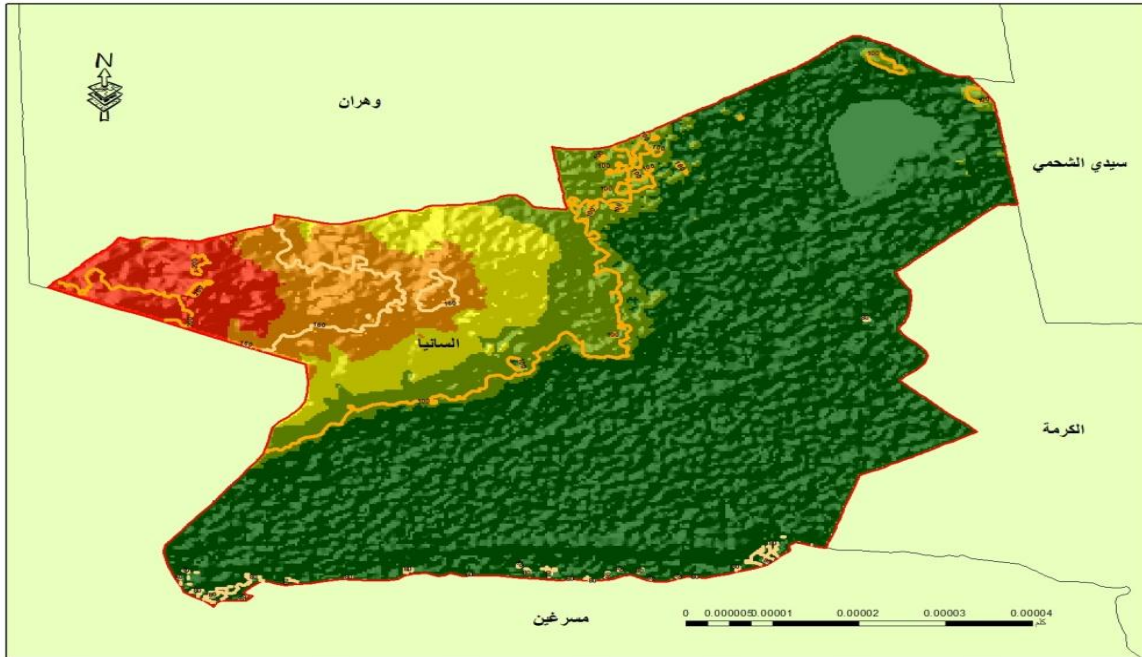 N
وهران
سيدي الشحمي
السانيا
الكرمة
مسرغين
0 0.000005 0.00001 0.00002 0.00003 0.00004
كلم